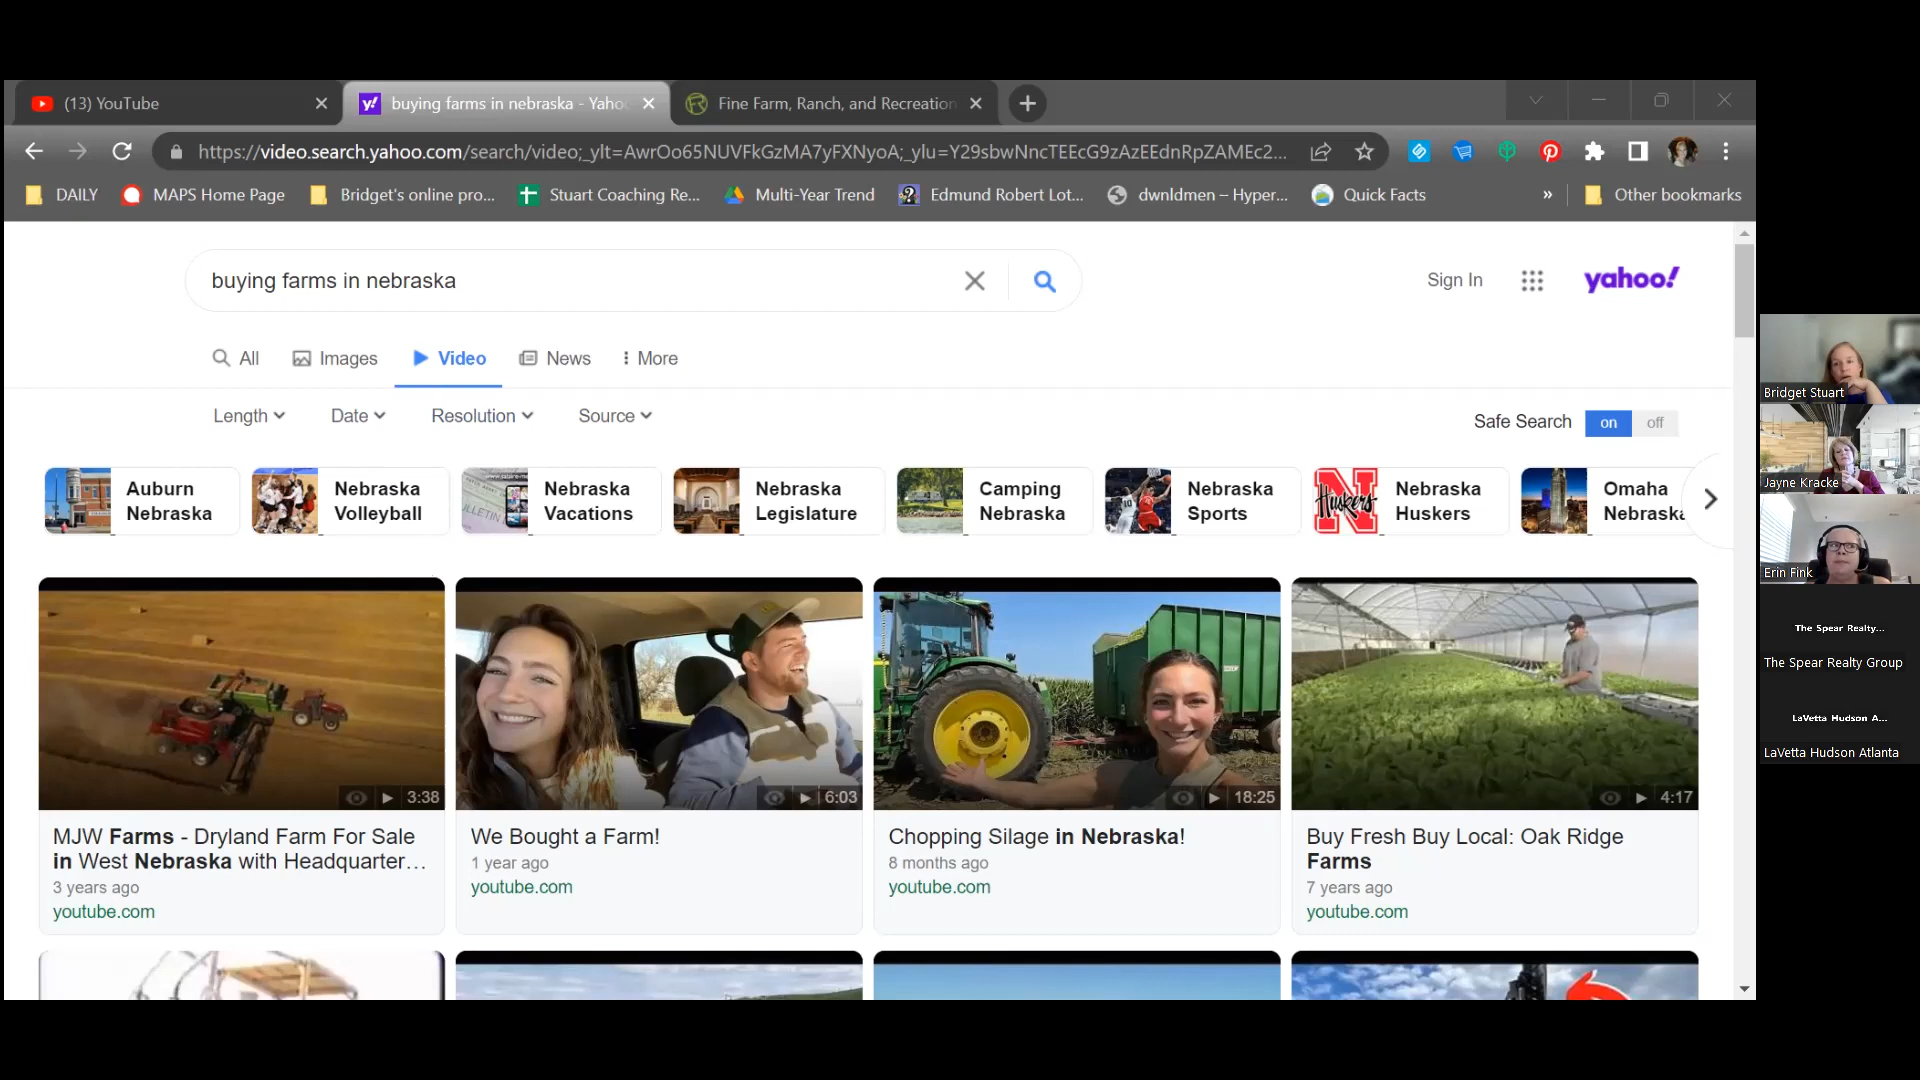 (13) YouTube
buying farms in nebraska - Yaho
Fine Farm, Ranch, and Recreation
https://video.search.yahoo.com/search/video;_ylt=AwrOo65NUVFkGzMA7yFXNyoA;_ylu=Y29sbwNncTEEcG9zAzEEdnRpZAMEc2...
DAILY
MAPS Home Page
Bridget's online pro...
Stuart Coaching Re...
Multi-Year Trend
Edmund Robert Lot...
dwnldmen – Hyper...
Quick Facts
»
Other bookmarks
buying farms in nebraska
Sign In
yahoo!
All
Images
Video
News
More
Length
Date
Resolution
Source
Safe Search
on
off
Auburn
Nebraska
Nebraska
Volleyball
Nebraska
Vacations
Nebraska
Legislature
Camping
Nebraska
Nebraska
Sports
Huskers
Nebraska
Huskers
Omaha
Nebraska
3:38
6:03
18:25
4:17
MJW Farms - Dryland Farm For Sale
in West Nebraska with Headquarter...
3 years ago
youtube.com
We Bought a Farm!
1 year ago
youtube.com
Chopping Silage in Nebraska!
8 months ago
youtube.com
Buy Fresh Buy Local: Oak Ridge
Farms
7 years ago
youtube.com
Bridget Stuart
Jayne Kracke
Erin Fink
The Spear Realty...
The Spear Realty Group
LaVetta Hudson A...
LaVetta Hudson Atlanta